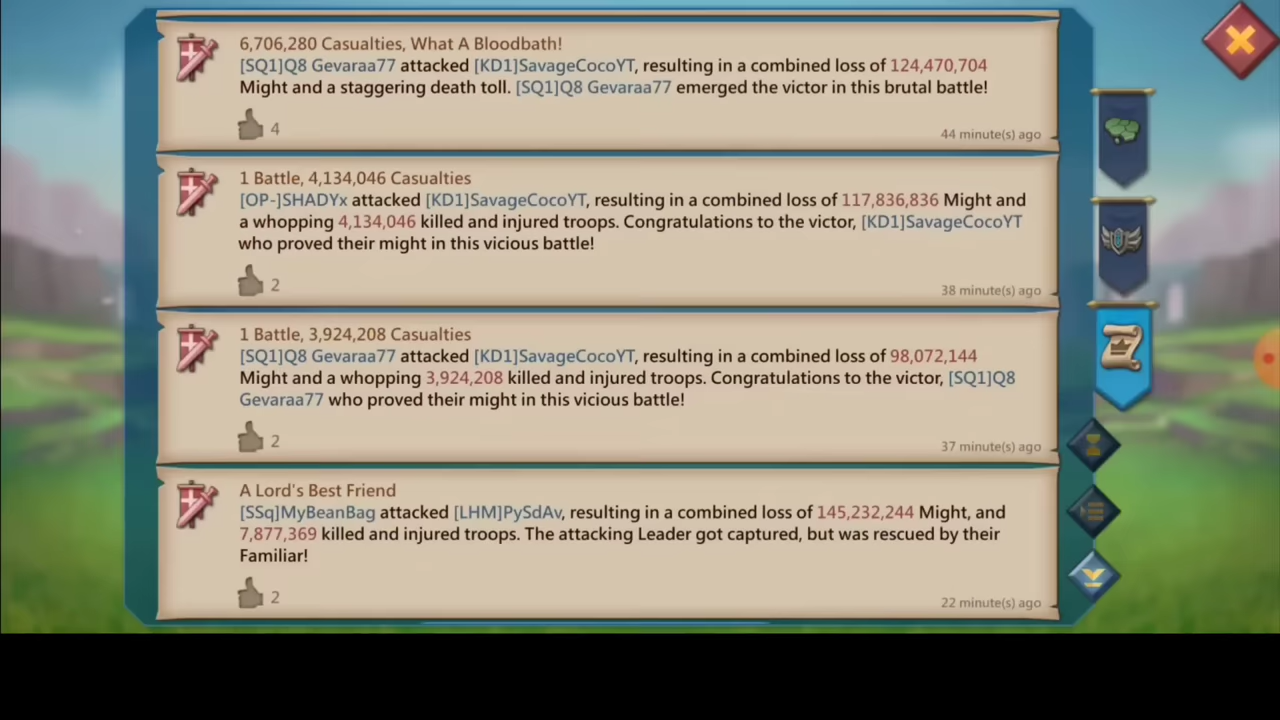 6,706,280 Casualties, What A Bloodbath!
[SQ1]Q8 Gevaraa77 attacked [KD1]SavageCocoYT, resulting in a combined loss of 124,470,704
Might and a staggering death toll. [SQ1]Q8 Gevaraa77 emerged the victor in this brutal battle!
4
44 minute(s) ago
1 Battle, 4,134,046 Casualties
[OP-]SHADYx attacked [KD1]SavageCocoYT, resulting in a combined loss of 117,836,836 Might and
a whopping 4,134,046 killed and injured troops. Congratulations to the victor, [KD1]SavageCocoYT
who proved their might in this vicious battle!
2
38 minute(s) ago
1 Battle, 3,924,208 Casualties
[SQ1]Q8 Gevaraa77 attacked [KD1]SavageCocoYT, resulting in a combined loss of 98,072,144
Might and a whopping 3,924,208 killed and injured troops. Congratulations to the victor, [SQ1]Q8
Gevaraa77 who proved their might in this vicious battle!
2
37 minute(s) ago
A Lord's Best Friend
[SSq]MyBeanBag attacked [LHM]PySdAv, resulting in a combined loss of 145,232,244 Might, and
7,877,369 killed and injured troops. The attacking Leader got captured, but was rescued by their
Familiar!
2
22 minute(s) ago